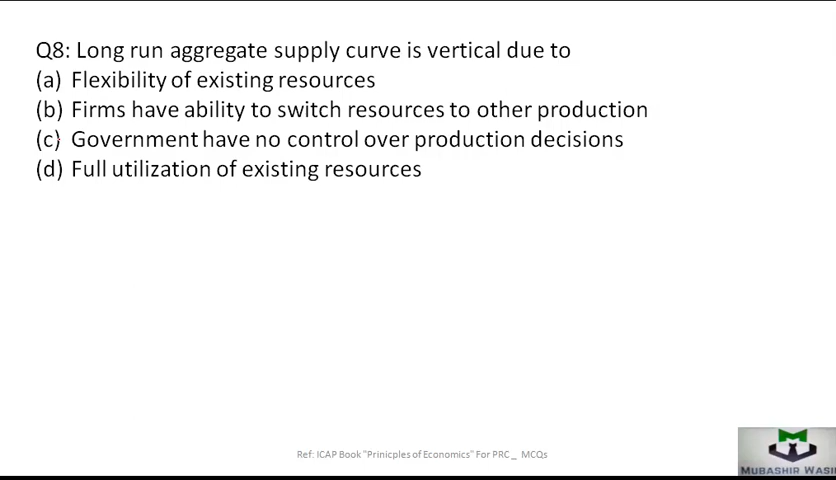 Q8: Long run aggregate supply curve is vertical due to
(a) Flexibility of existing resources
(b) Firms have ability to switch resources to other production
(c) Government have no control over production decisions
(d) Full utilization of existing resources
Ref: ICAP Book "Prinicples of Economics" For PRC _ MCQs
MUBASHIR WASI